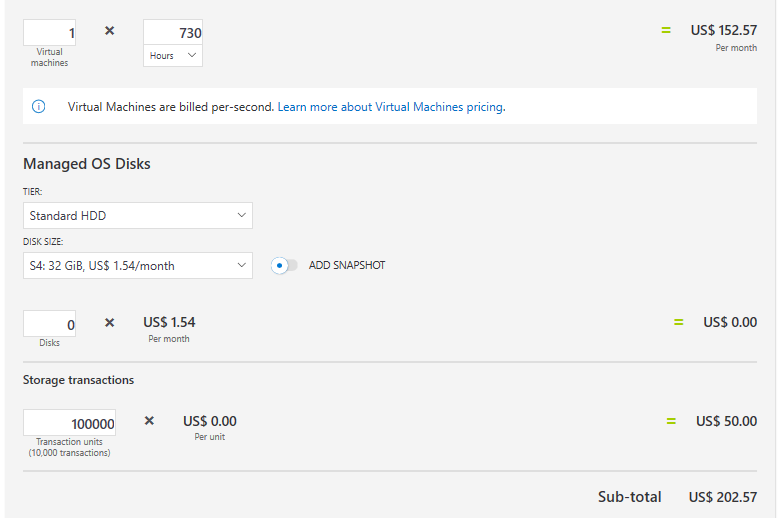 1
730
= US$ 152.57
Virtual
machines
Hours
Per month
Virtual Machines are billed per-second. Learn more about Virtual Machines pricing.
Managed OS Disks
TIER:
Standard HDD
DISK SIZE:
S4: 32 GiB, US$ 1.54/month
ADD SNAPSHOT
0
US$ 1.54
= US$ 0.00
Disks
Per month
Storage transactions
100000
US$ 0.00
= US$ 50.00
Transaction units
(10,000 transactions)
Per unit
Sub-total US$ 202.57